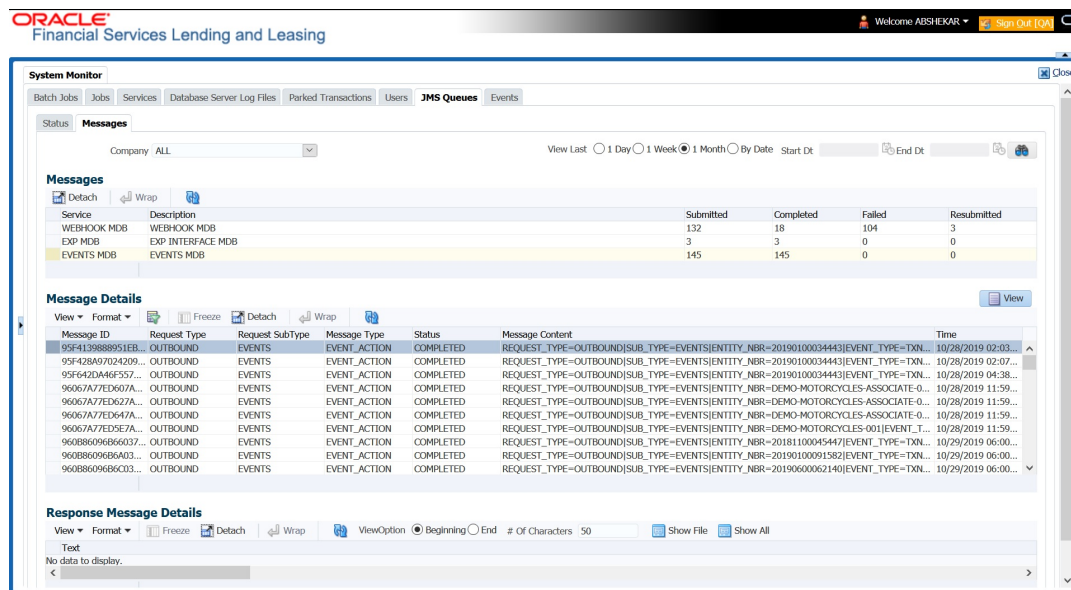 ORACLE®
Financial Services Lending and Leasing
Welcome ABSHEKAR
Sign Out [QA]
System Monitor
Close
Batch Jobs Jobs Services Database Server Log Files Parked Transactions Users JMS Queues Events
Status Messages
Company ALL View Last 1 Day 1 Week 1 Month By Date Start Dt End Dt
Messages
Detach Wrap
Service Description Submitted Completed Failed Resubmitted
WEBHOOK MDB WEBHOOK MDB 132 18 104 3
EXP MDB EXP INTERFACE MDB 3 3 0 0
EVENTS MDB EVENTS MDB 145 145 0 0
Message Details
View
View Format Freeze Detach Wrap
Message ID Request Type Request SubType Message Type Status Message Content Time
95F4139888951EB... OUTBOUND EVENTS EVENT_ACTION COMPLETED REQUEST_TYPE=OUTBOUND|SUB_TYPE=EVENTS|ENTITY_NBR=20190100034443|EVENT_TYPE=TXN... 10/28/2019 02:03...
95F428A97024209... OUTBOUND EVENTS EVENT_ACTION COMPLETED REQUEST_TYPE=OUTBOUND|SUB_TYPE=EVENTS|ENTITY_NBR=20190100034443|EVENT_TYPE=TXN... 10/28/2019 02:07...
95F642DA46F557... OUTBOUND EVENTS EVENT_ACTION COMPLETED REQUEST_TYPE=OUTBOUND|SUB_TYPE=EVENTS|ENTITY_NBR=20190100034443|EVENT_TYPE=TXN... 10/28/2019 04:38...
96067A77ED607A... OUTBOUND EVENTS EVENT_ACTION COMPLETED REQUEST_TYPE=OUTBOUND|SUB_TYPE=EVENTS|ENTITY_NBR=DEMO-MOTORCYCLES-ASSOCIATE-0... 10/28/2019 11:59...
96067A77ED627A... OUTBOUND EVENTS EVENT_ACTION COMPLETED REQUEST_TYPE=OUTBOUND|SUB_TYPE=EVENTS|ENTITY_NBR=DEMO-MOTORCYCLES-ASSOCIATE-0... 10/28/2019 11:59...
96067A77ED647A... OUTBOUND EVENTS EVENT_ACTION COMPLETED REQUEST_TYPE=OUTBOUND|SUB_TYPE=EVENTS|ENTITY_NBR=DEMO-MOTORCYCLES-ASSOCIATE-0... 10/28/2019 11:59...
96067A77ED5E7A... OUTBOUND EVENTS EVENT_ACTION COMPLETED REQUEST_TYPE=OUTBOUND|SUB_TYPE=EVENTS|ENTITY_NBR=DEMO-MOTORCYCLES-001|EVENT_T... 10/28/2019 11:59...
960B86096B66037... OUTBOUND EVENTS EVENT_ACTION COMPLETED REQUEST_TYPE=OUTBOUND|SUB_TYPE=EVENTS|ENTITY_NBR=20181100045447|EVENT_TYPE=TXN... 10/29/2019 06:00...
960B86096B6A03... OUTBOUND EVENTS EVENT_ACTION COMPLETED REQUEST_TYPE=OUTBOUND|SUB_TYPE=EVENTS|ENTITY_NBR=20190100091582|EVENT_TYPE=TXN... 10/29/2019 06:00...
960B86096B6C03... OUTBOUND EVENTS EVENT_ACTION COMPLETED REQUEST_TYPE=OUTBOUND|SUB_TYPE=EVENTS|ENTITY_NBR=20190600062140|EVENT_TYPE=TXN... 10/29/2019 06:00...
Response Message Details
View Format Freeze Detach Wrap ViewOption Beginning End # Of Characters 50 Show File Show All
Text
No data to display.